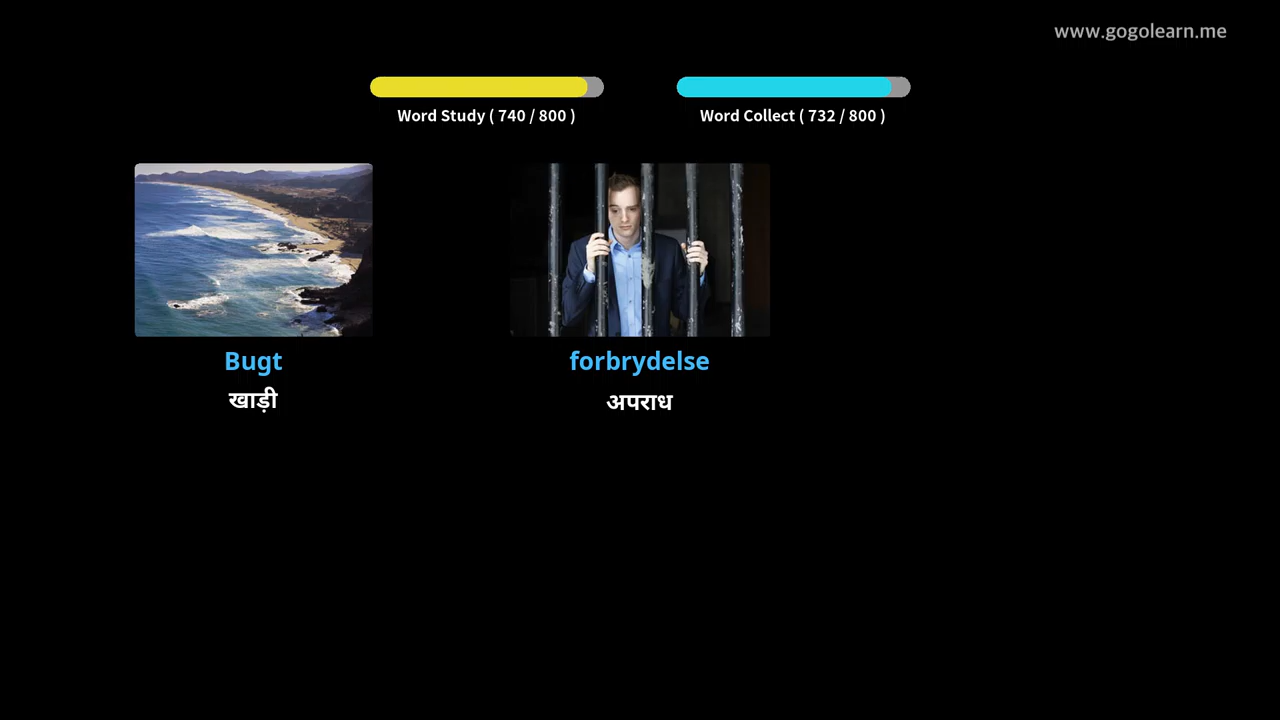 www.gogolearn.me
Word Study ( 740 / 800 )
Word Collect ( 732 / 800 )
Bugt
खाड़ी
forbrydelse
अपराध